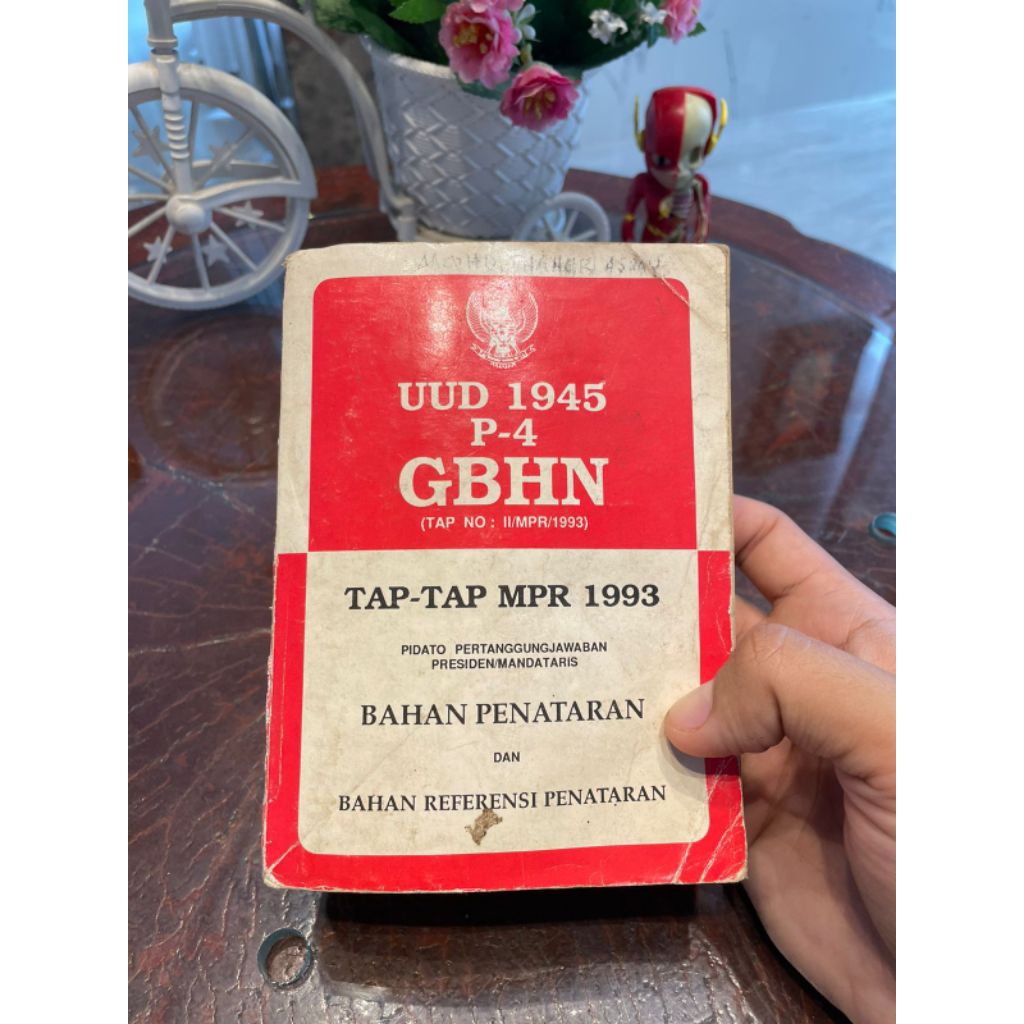 UUD 1945
P-4
GBHN
(TAP NO : II/MPR/1993)
TAP-TAP MPR 1993
PIDATO PERTANGGUNGJAWABAN
PRESIDEN/MANDATARIS
BAHAN PENATARAN
DAN
BAHAN REFERENSI PENATARAN